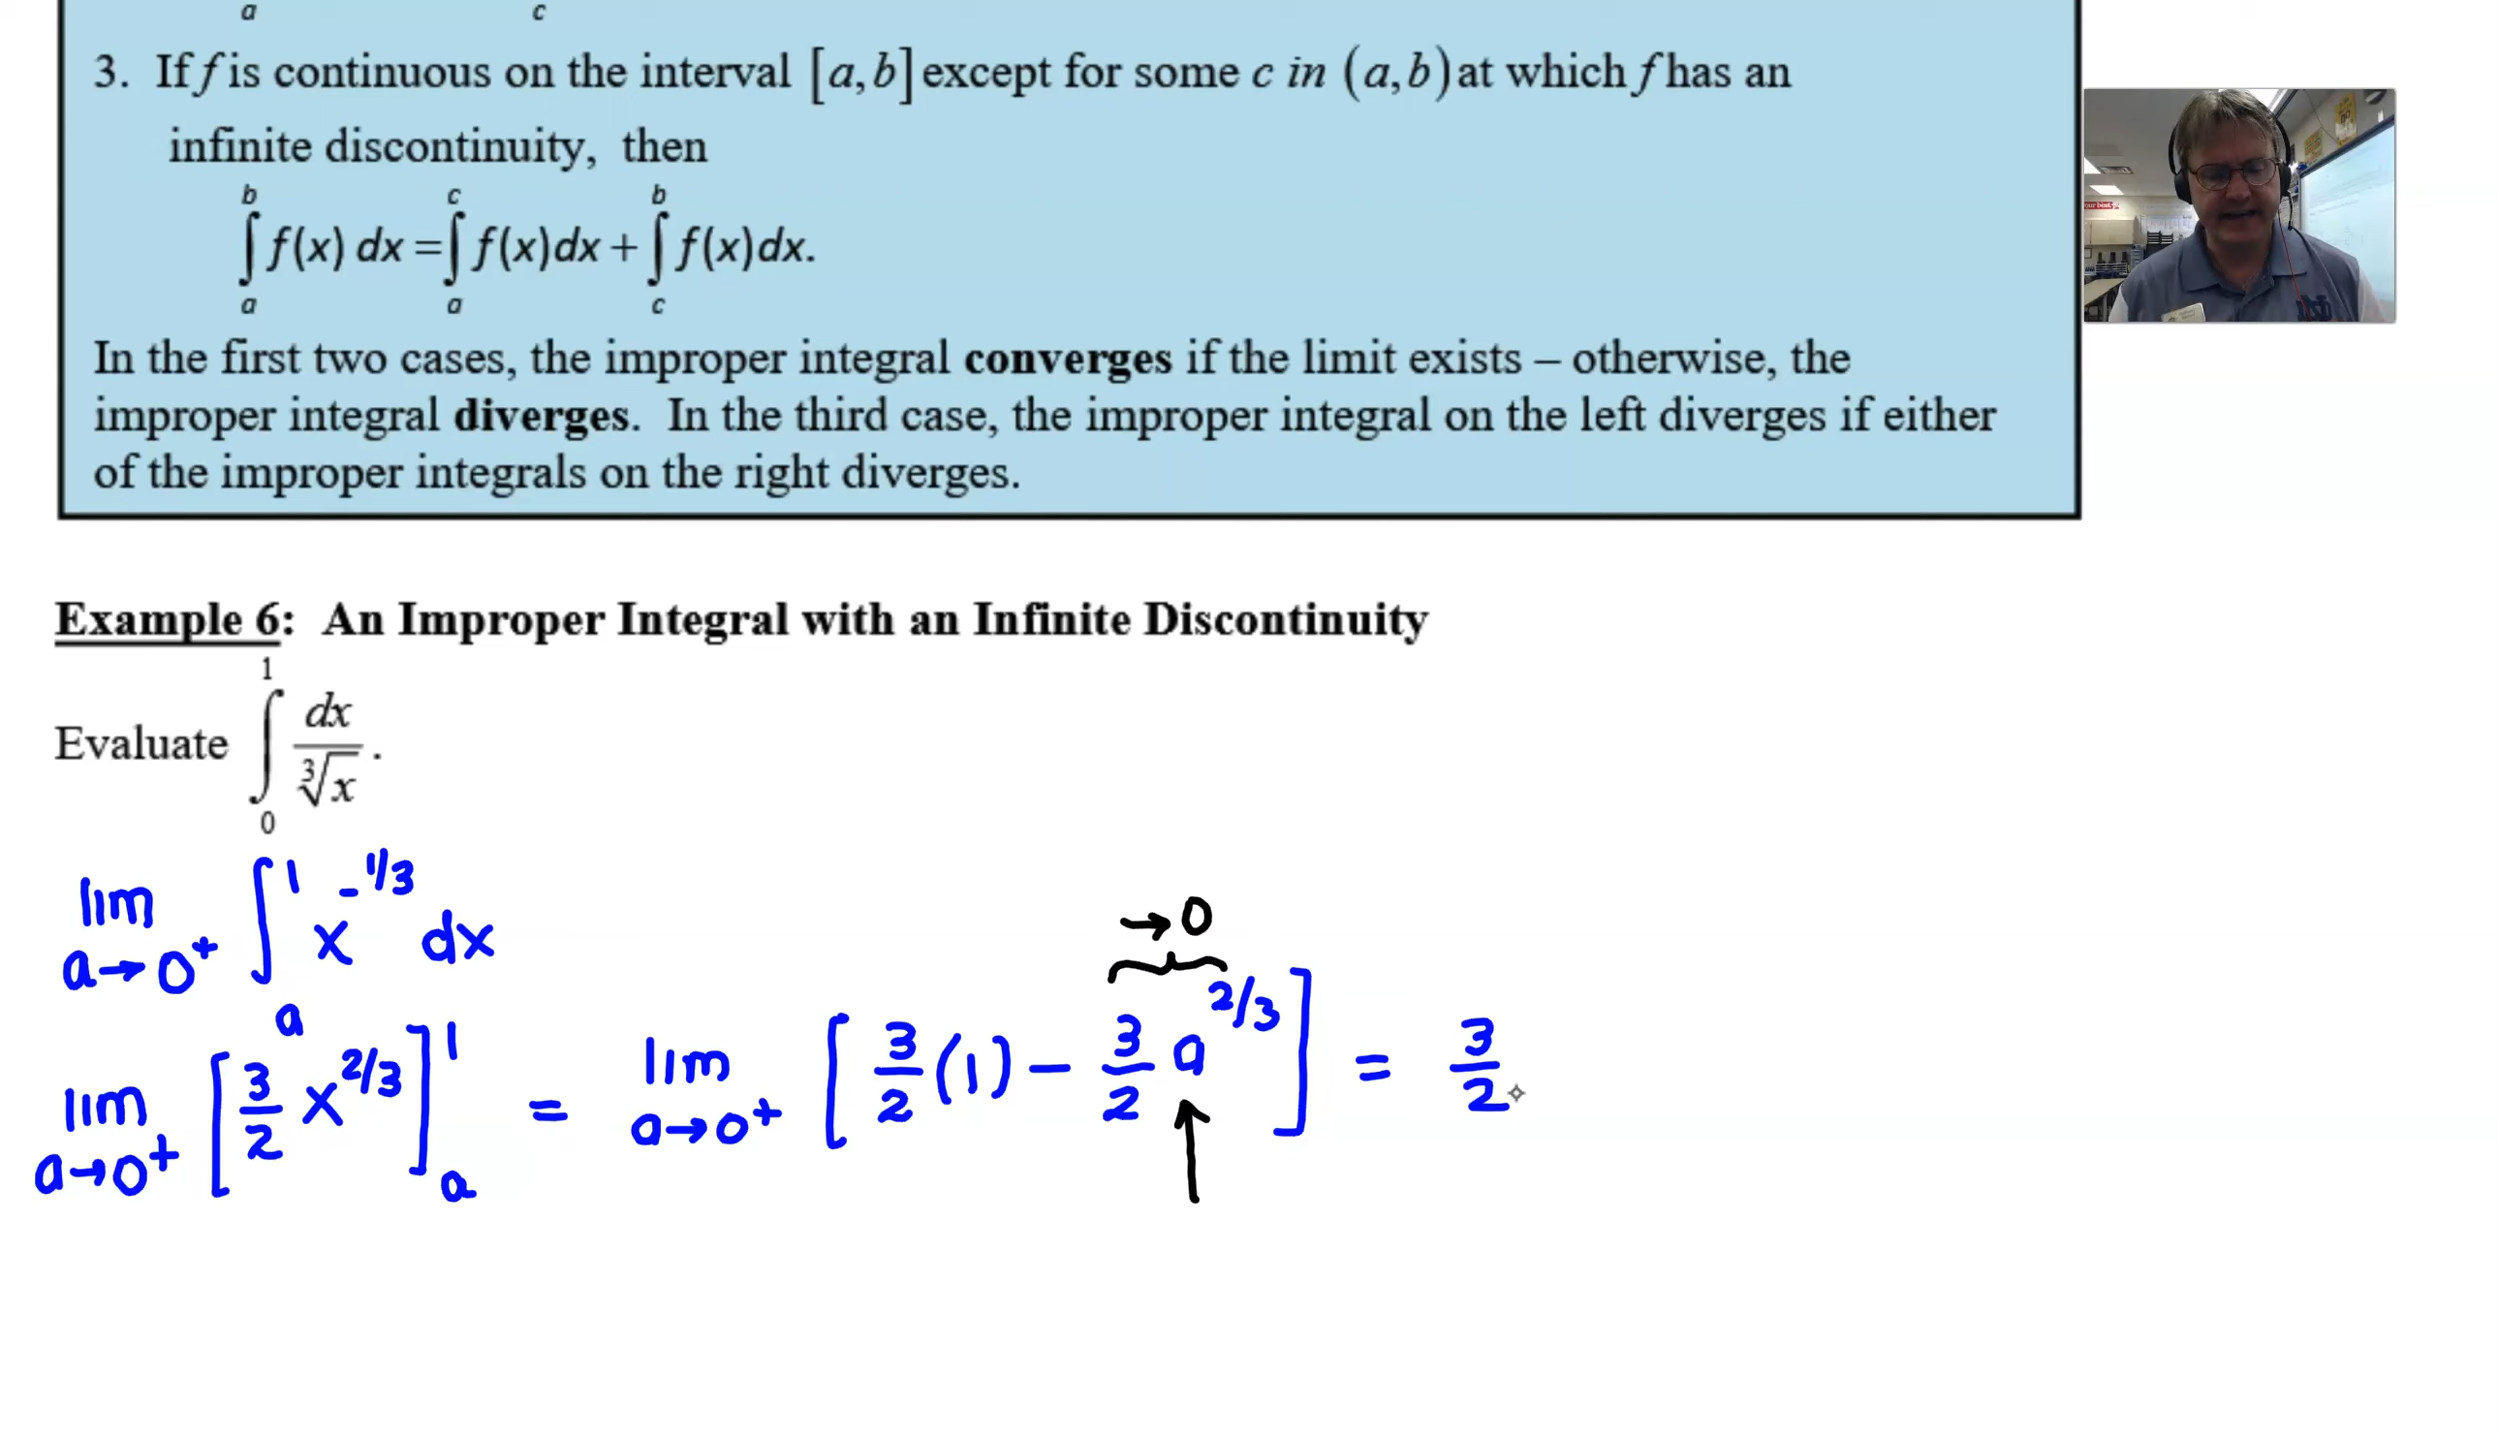 a c
3. If f is continuous on the interval [a,b] except for some c in (a,b) at which f has an
infinite discontinuity, then
b c b
∫ f(x) dx = ∫ f(x)dx + ∫ f(x)dx.
a a c
In the first two cases, the improper integral converges if the limit exists – otherwise, the
improper integral diverges. In the third case, the improper integral on the left diverges if either
of the improper integrals on the right diverges.
Example 6: An Improper Integral with an Infinite Discontinuity
1
Evaluate ∫ dx/∛x .
0
lim a→0⁺ ∫ₐ¹ x^(-1/3) dx
→0
lim a→0⁺ [3/2 x^(2/3)]ₐ¹ = lim a→0⁺ [3/2 (1) − 3/2 a^(2/3)] = 3/2